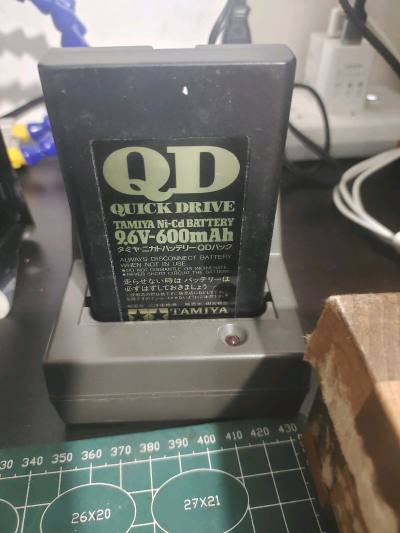 QD
QUICK DRIVE
TAMIYA Ni-Cd BATTERY
9.6V-600mAh
タミヤ・ニカドバッテリーQDパック
ALWAYS DISCONNECT BATTERY
WHEN NOT IN USE
●DO NOT DISMANTLE OR INCINERATE
●NEVER SHORT CIRCUIT THE BATTERY
走らせない時はバッテリーは
必ずはずしておきましょう
TAMIYA
30 340 350 360 370 380 390 400 410 420 430
26X20
27X21